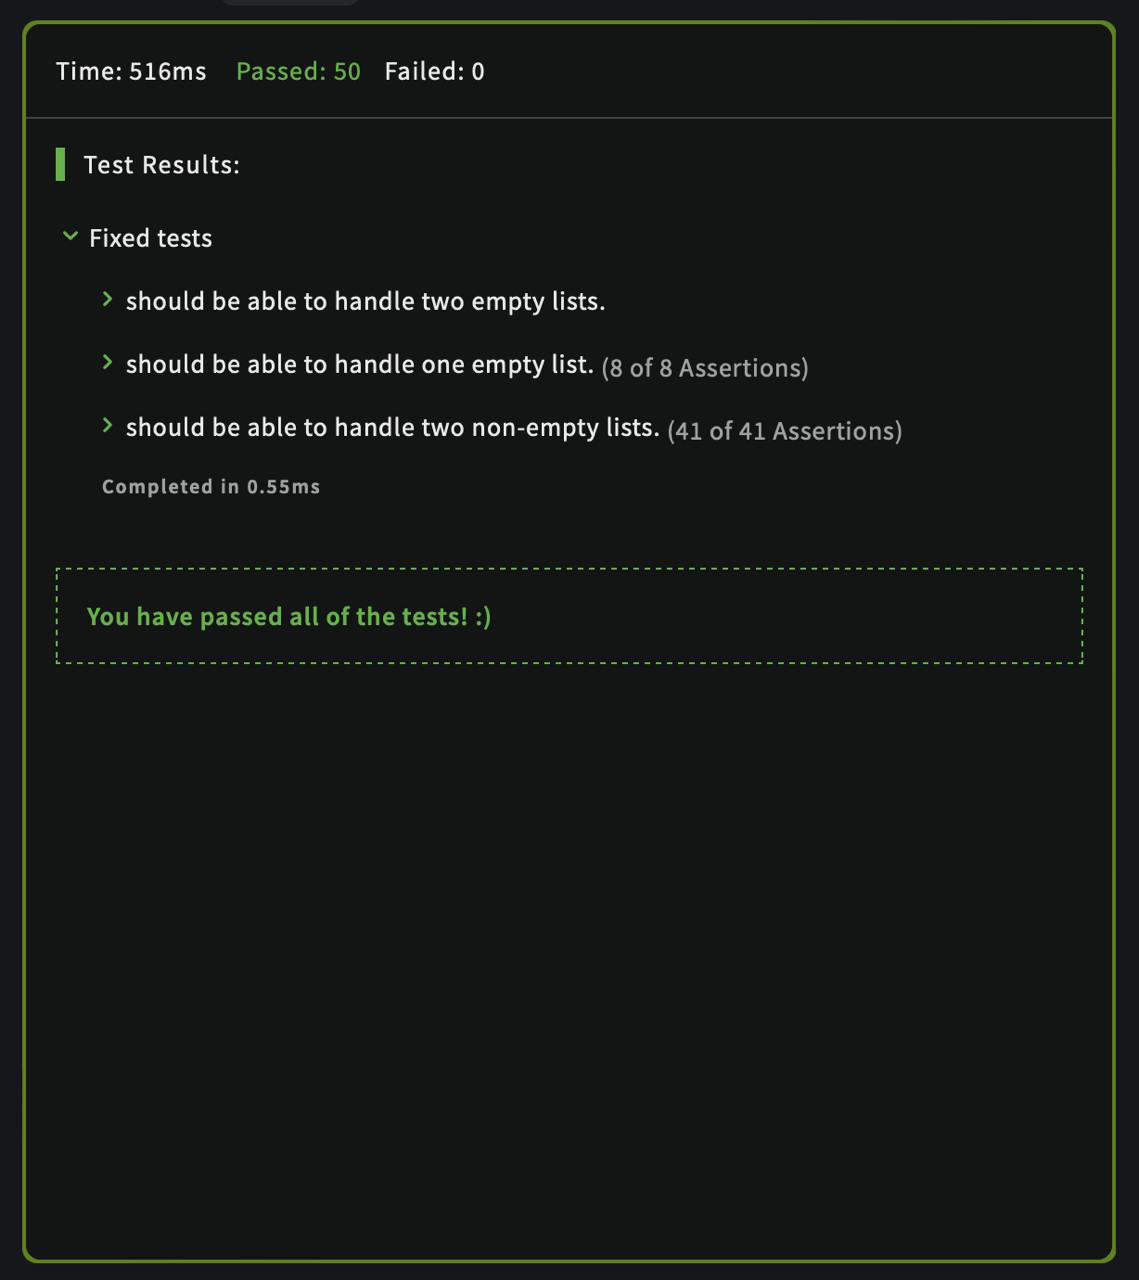 Time: 516ms Passed: 50 Failed: 0
Test Results:
Fixed tests
should be able to handle two empty lists.
should be able to handle one empty list. (8 of 8 Assertions)
should be able to handle two non-empty lists. (41 of 41 Assertions)
Completed in 0.55ms
You have passed all of the tests! :)